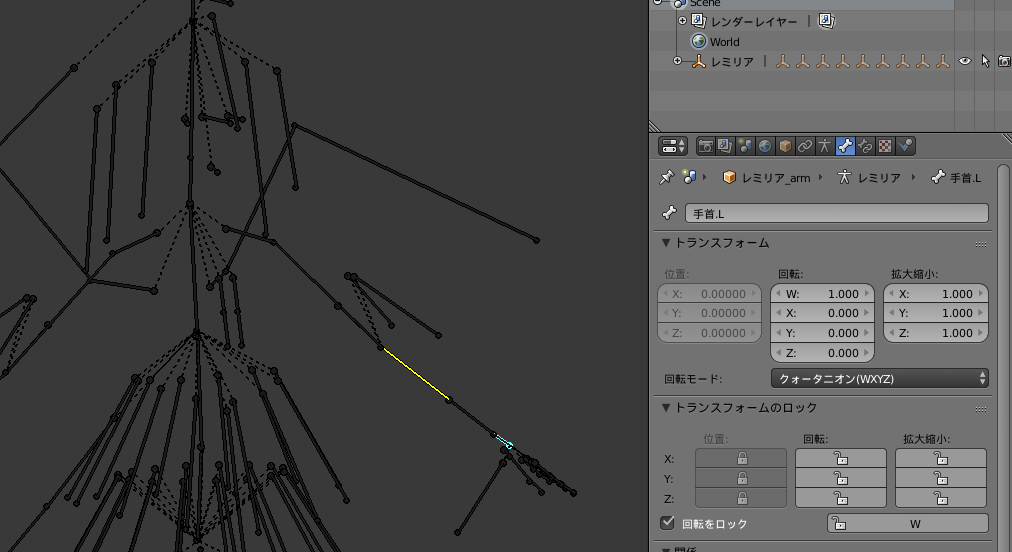 Scene
レンダーレイヤー
World
レミリア
レミリア_arm
レミリア
手首.L
手首.L
トランスフォーム
位置: 回転: 拡大縮小:
X: 0.00000 W: 1.000 X: 1.000
Y: 0.00000 X: 0.000 Y: 1.000
Z: 0.00000 Y: 0.000 Z: 1.000
Z: 0.000
回転モード: クォータニオン(WXYZ)
トランスフォームのロック
位置: 回転: 拡大縮小:
X:
Y:
Z:
回転をロック W
関係